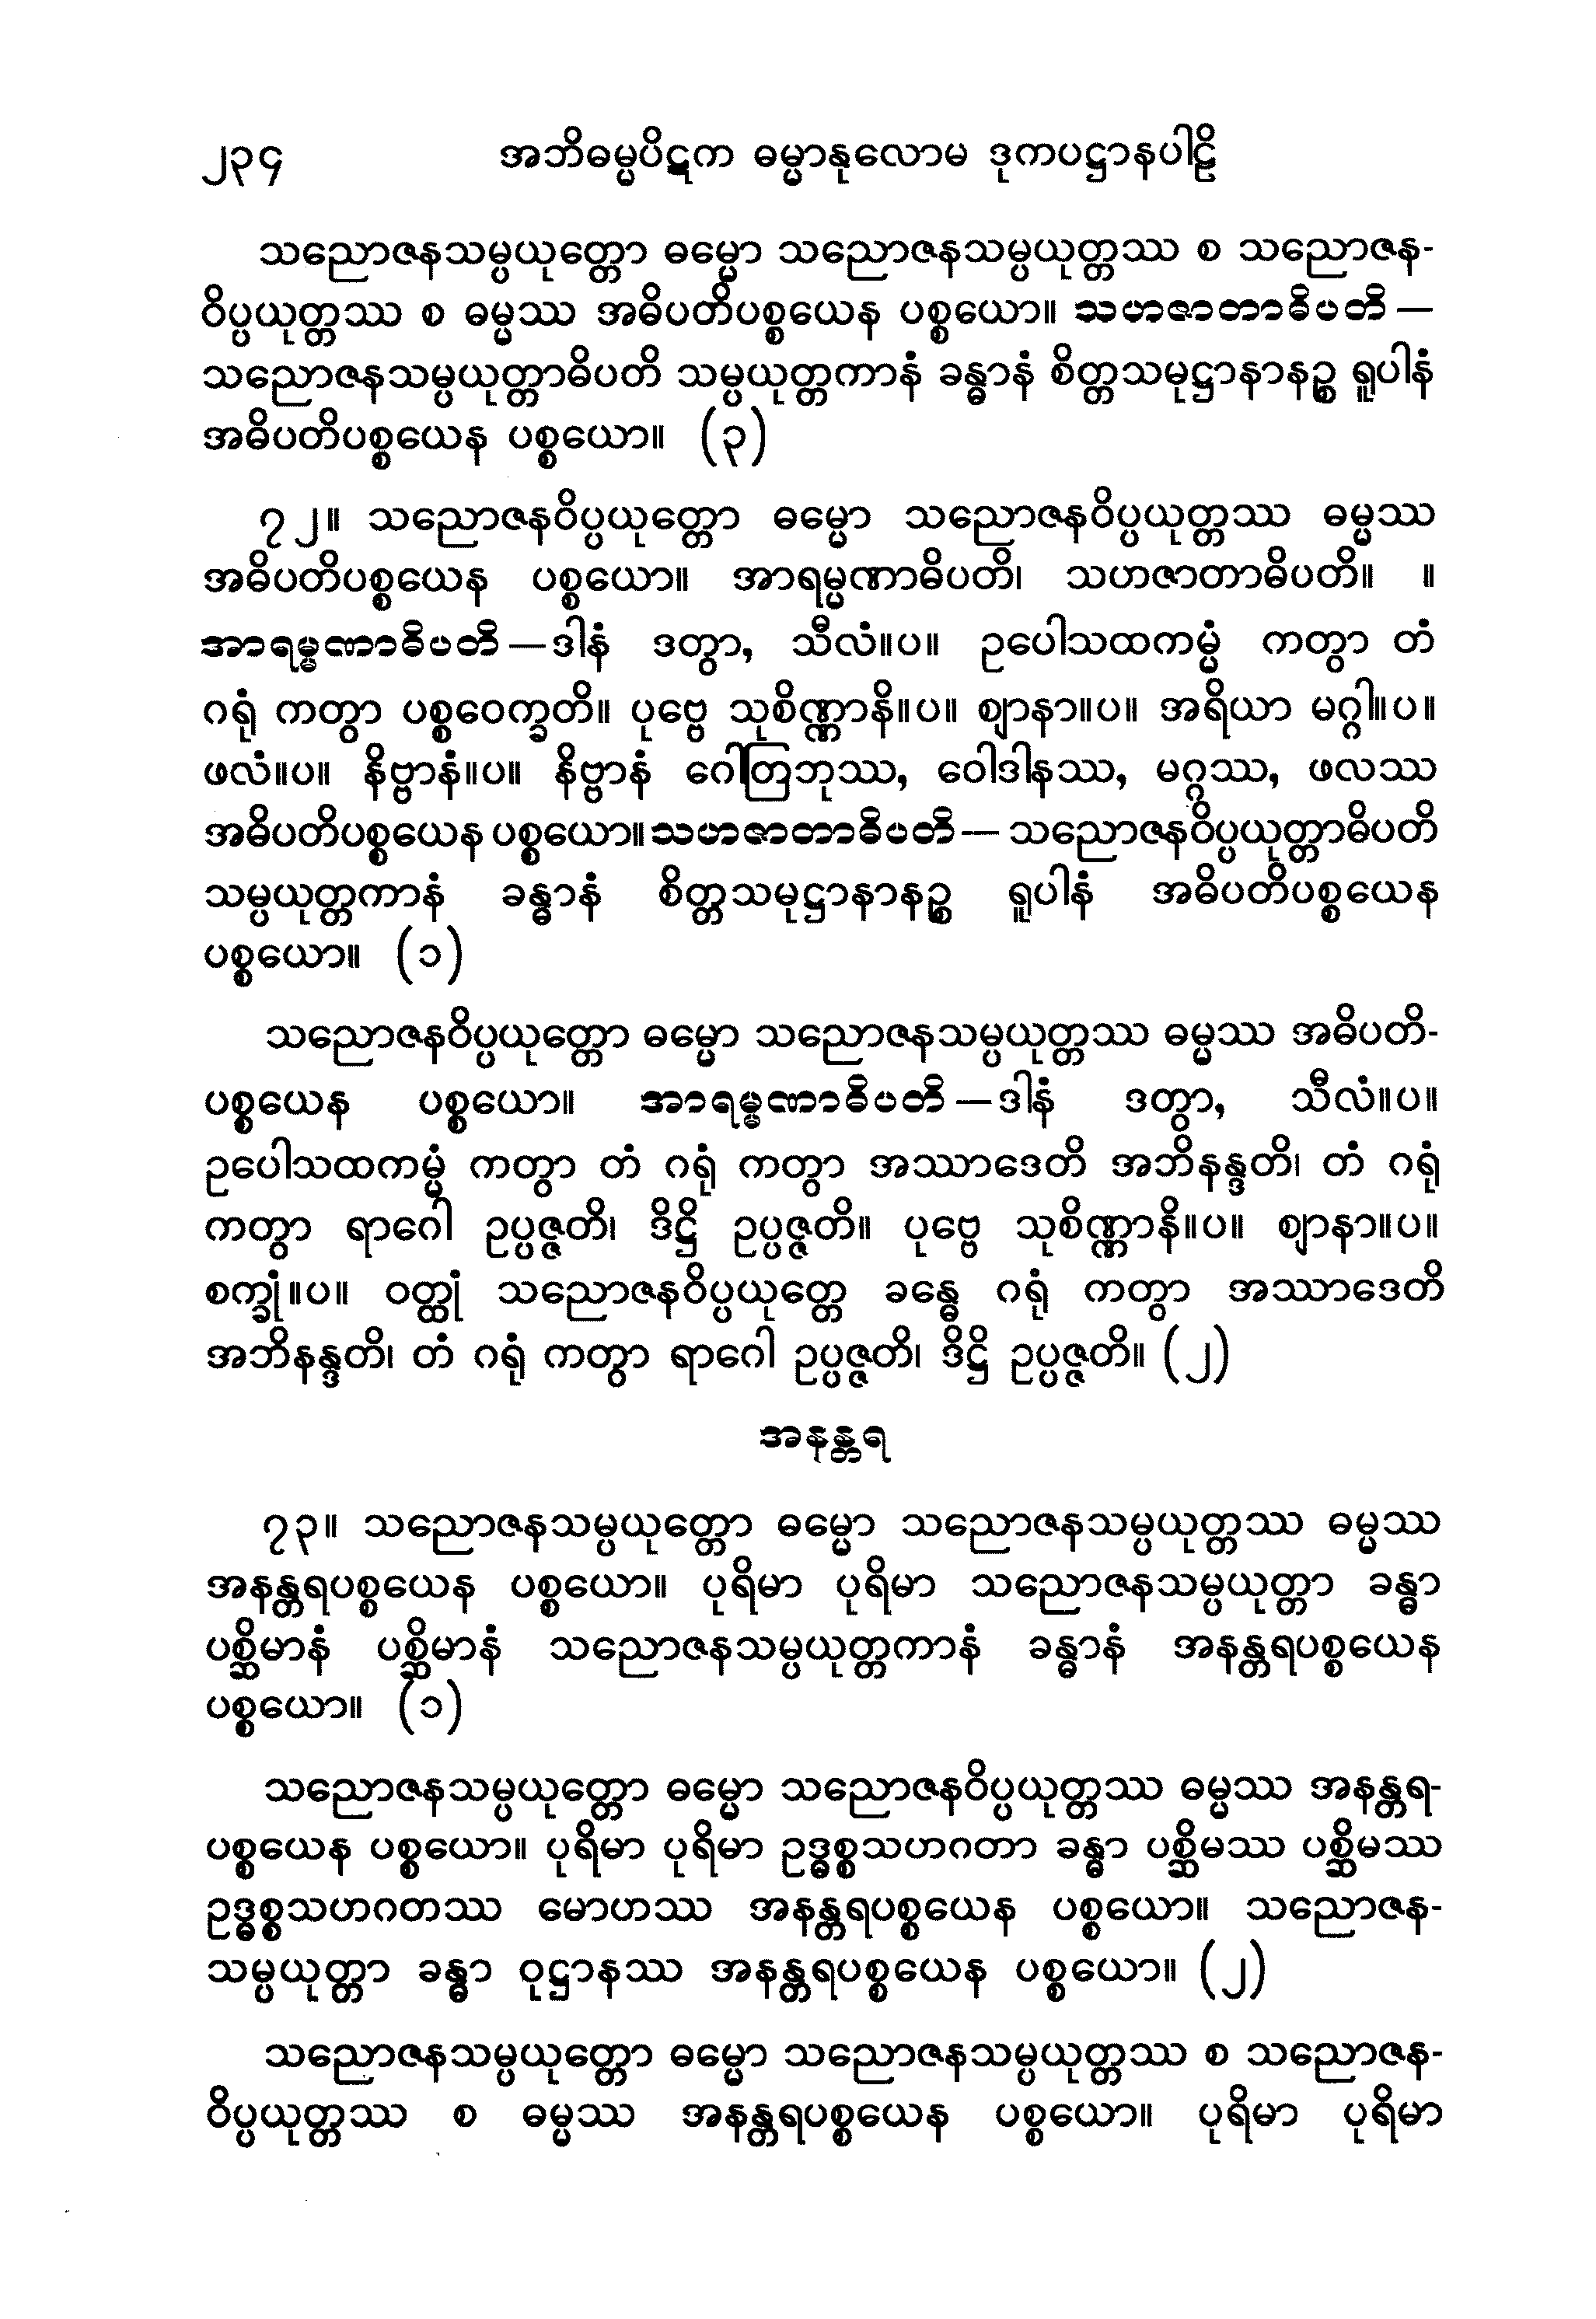 ၂၃၄ အဘိဓမ္မပိဋက ဓမ္မာနုလောမ ဒုကပဋ္ဌာနပါဠိ
သညောဇနသမ္ပယုတ္တော ဓမ္မော သညောဇနသမ္ပယုတ္တဿ စ သညောဇန-
ဝိပ္ပယုတ္တဿ စ ဓမ္မဿ အဓိပတိပစ္စယေန ပစ္စယော။ သဟဇာတာဓိပတိ —
သညောဇနသမ္ပယုတ္တာဓိပတိ သမ္ပယုတ္တကာနံ ခန္ဓာနံ စိတ္တသမုဋ္ဌာနာနဉ္စ ရူပါနံ
အဓိပတိပစ္စယေန ပစ္စယော။ (၃)
၇၂။ သညောဇနဝိပ္ပယုတ္တော ဓမ္မော သညောဇနဝိပ္ပယုတ္တဿ ဓမ္မဿ
အဓိပတိပစ္စယေန ပစ္စယော။ အာရမ္မဏာဓိပတိ၊ သဟဇာတာဓိပတိ။ ။
အာရမ္မဏာဓိပတိ — ဒါနံ ဒတွာ, သီလံ။ပ။ ဥပေါသထကမ္မံ ကတွာ တံ
ဂရုံ ကတွာ ပစ္စဝေက္ခတိ။ ပုဗ္ဗေ သုစိဏ္ဏာနိ။ပ။ ဈာနာ။ပ။ အရိယာ မဂ္ဂါ။ပ။
ဖလံ။ပ။ နိဗ္ဗာနံ။ပ။ နိဗ္ဗာနံ ဂေါတြဘုဿ, ဝေါဒါနဿ, မဂ္ဂဿ, ဖလဿ
အဓိပတိပစ္စယေန ပစ္စယော။ သဟဇာတာဓိပတိ — သညောဇနဝိပ္ပယုတ္တာဓိပတိ
သမ္ပယုတ္တကာနံ ခန္ဓာနံ စိတ္တသမုဋ္ဌာနာနဉ္စ ရူပါနံ အဓိပတိပစ္စယေန
ပစ္စယော။ (၁)
သညောဇနဝိပ္ပယုတ္တော ဓမ္မော သညောဇနသမ္ပယုတ္တဿ ဓမ္မဿ အဓိပတိ-
ပစ္စယေန ပစ္စယော။ အာရမ္မဏာဓိပတိ — ဒါနံ ဒတွာ, သီလံ။ပ။
ဥပေါသထကမ္မံ ကတွာ တံ ဂရုံ ကတွာ အဿာဒေတိ အဘိနန္ဒတိ၊ တံ ဂရုံ
ကတွာ ရာဂေါ ဥပ္ပဇ္ဇတိ၊ ဒိဋ္ဌိ ဥပ္ပဇ္ဇတိ။ ပုဗ္ဗေ သုစိဏ္ဏာနိ။ပ။ ဈာနာ။ပ။
စက္ခုံ။ပ။ ဝတ္ထုံ သညောဇနဝိပ္ပယုတ္တေ ခန္ဓေ ဂရုံ ကတွာ အဿာဒေတိ
အဘိနန္ဒတိ၊ တံ ဂရုံ ကတွာ ရာဂေါ ဥပ္ပဇ္ဇတိ၊ ဒိဋ္ဌိ ဥပ္ပဇ္ဇတိ။ (၂)
အနန္တရ
၇၃။ သညောဇနသမ္ပယုတ္တော ဓမ္မော သညောဇနသမ္ပယုတ္တဿ ဓမ္မဿ
အနန္တရပစ္စယေန ပစ္စယော။ ပုရိမာ ပုရိမာ သညောဇနသမ္ပယုတ္တာ ခန္ဓာ
ပစ္ဆိမာနံ ပစ္ဆိမာနံ သညောဇနသမ္ပယုတ္တကာနံ ခန္ဓာနံ အနန္တရပစ္စယေန
ပစ္စယော။ (၁)
သညောဇနသမ္ပယုတ္တော ဓမ္မော သညောဇနဝိပ္ပယုတ္တဿ ဓမ္မဿ အနန္တရ-
ပစ္စယေန ပစ္စယော။ ပုရိမာ ပုရိမာ ဥဒ္ဓစ္စသဟဂတာ ခန္ဓာ ပစ္ဆိမဿ ပစ္ဆိမဿ
ဥဒ္ဓစ္စသဟဂတဿ မောဟဿ အနန္တရပစ္စယေန ပစ္စယော။ သညောဇန-
သမ္ပယုတ္တာ ခန္ဓာ ဝုဋ္ဌာနဿ အနန္တရပစ္စယေန ပစ္စယော။ (၂)
သညောဇနသမ္ပယုတ္တော ဓမ္မော သညောဇနသမ္ပယုတ္တဿ စ သညောဇန-
ဝိပ္ပယုတ္တဿ စ ဓမ္မဿ အနန္တရပစ္စယေန ပစ္စယော။ ပုရိမာ ပုရိမာ